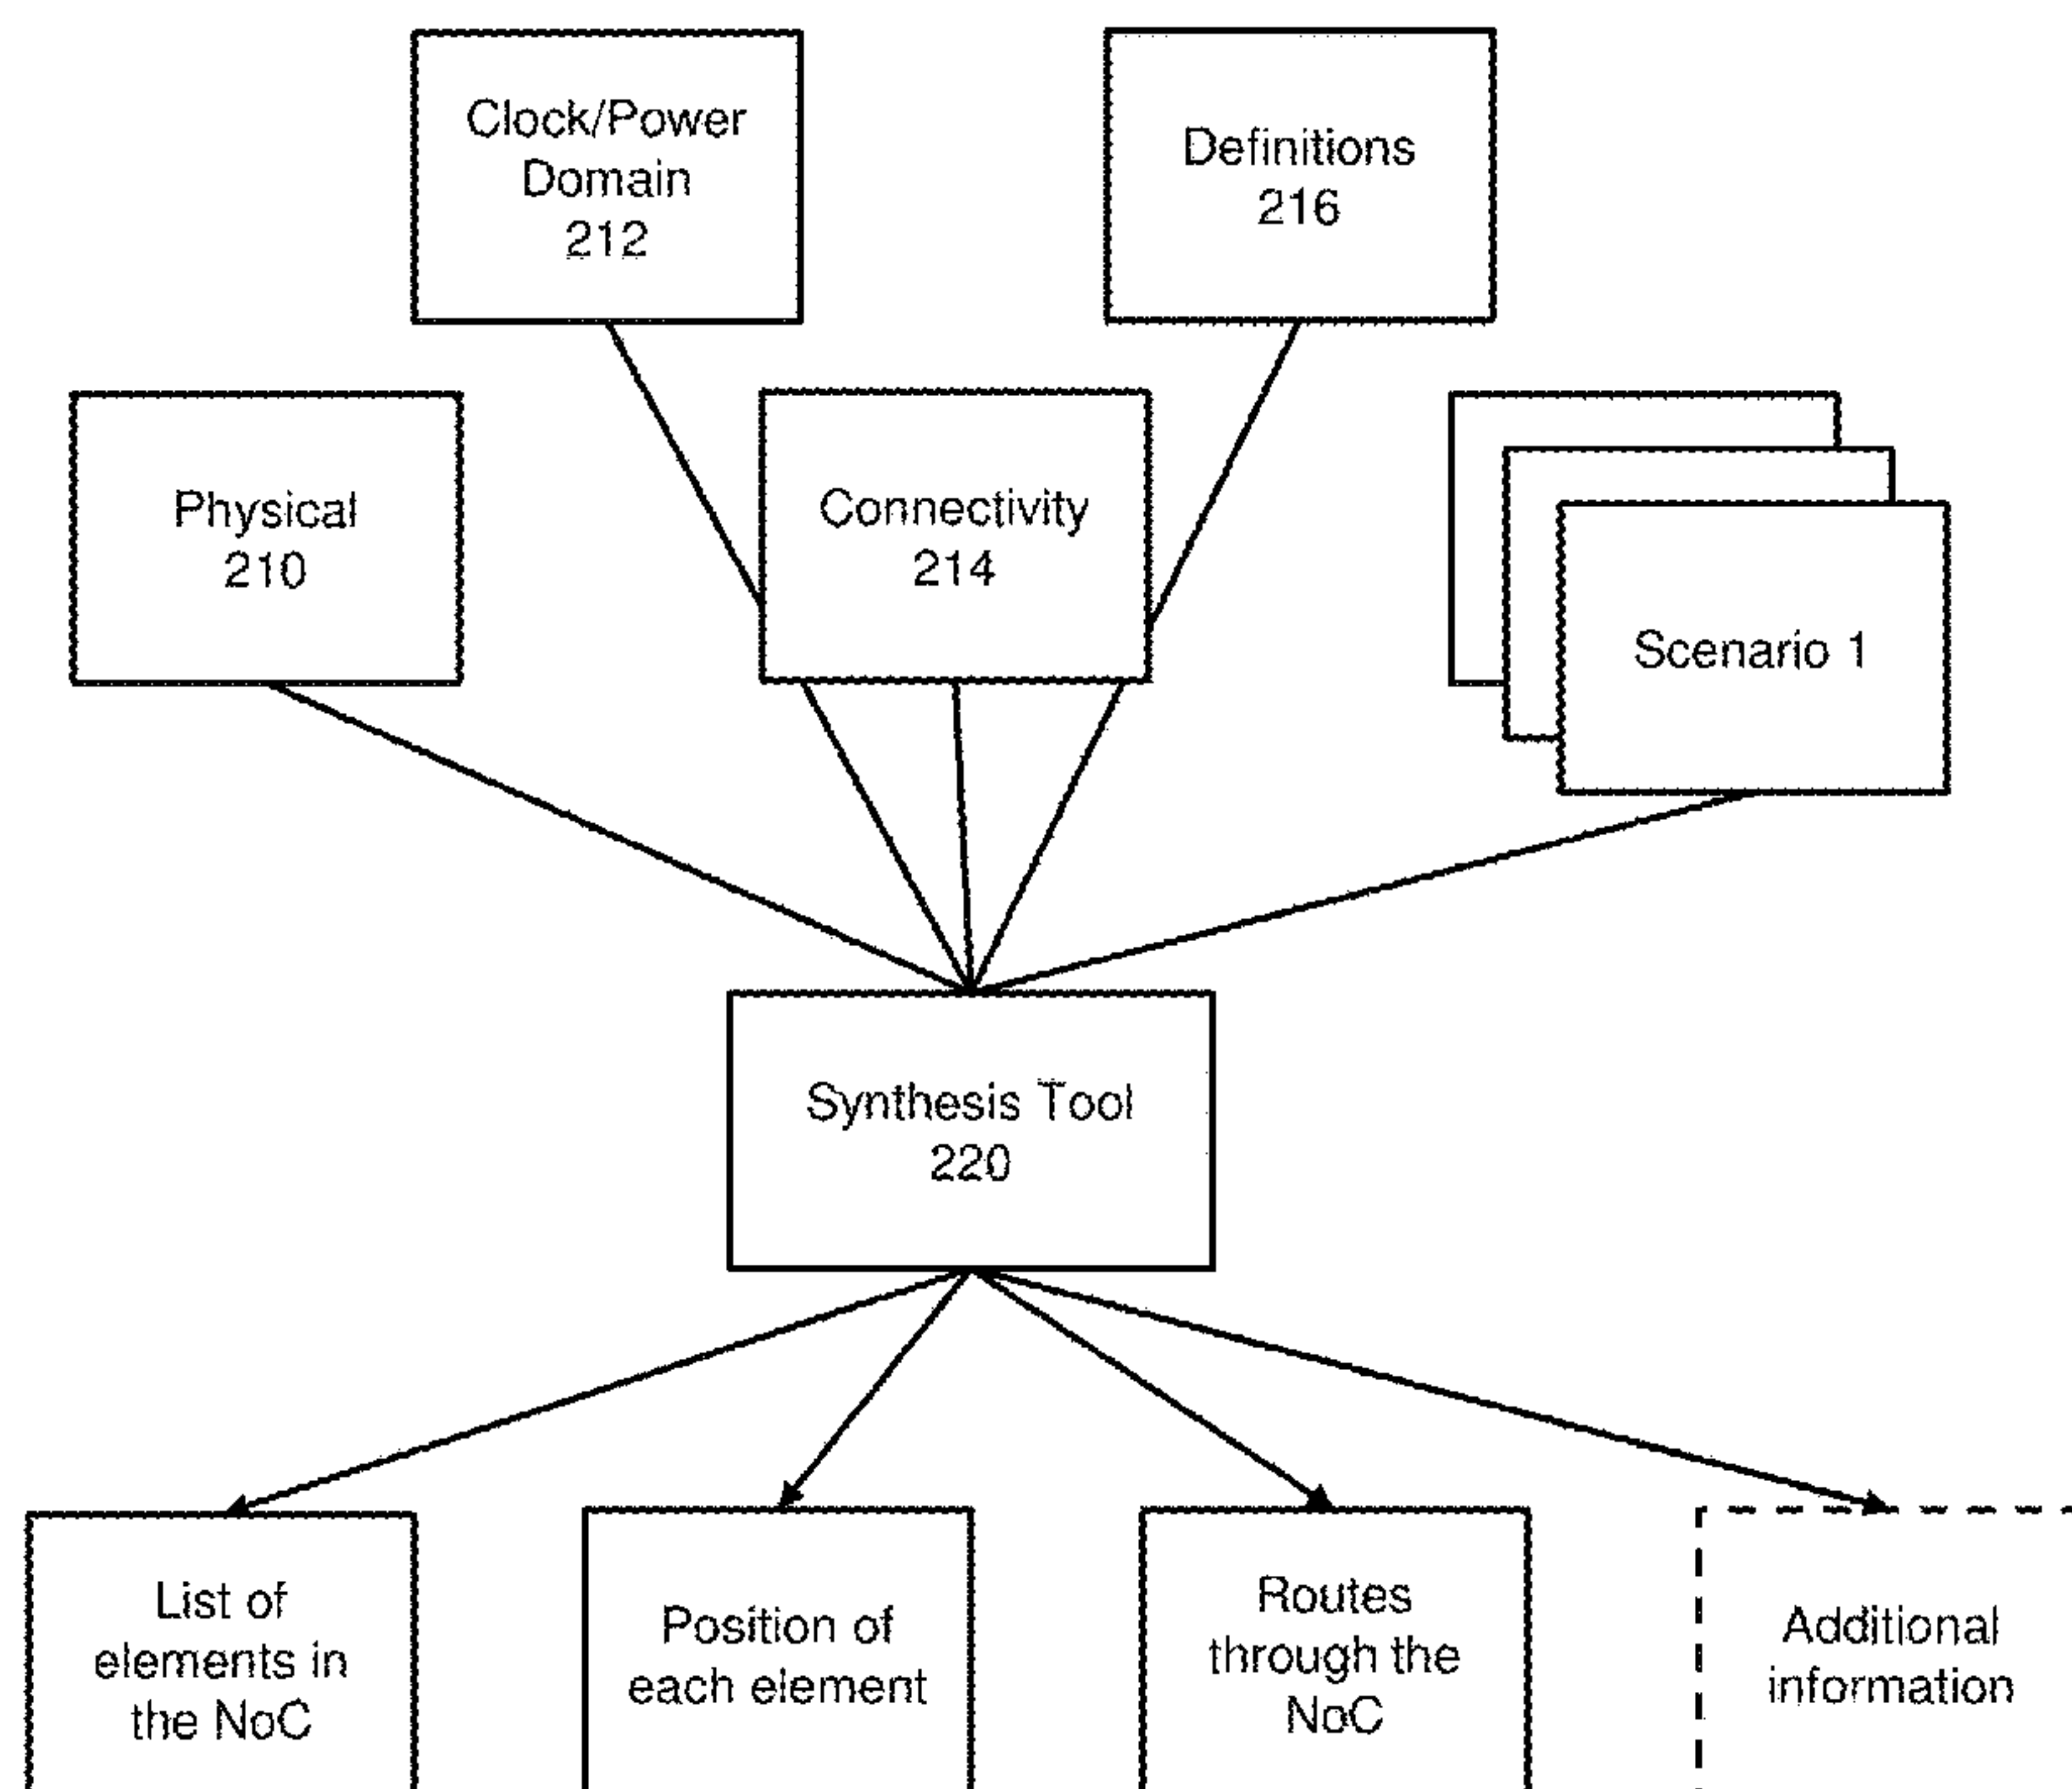 Clock/Power
Domain
212
Definitions
216
Physical
210
Connectivity
214
Scenario 1
Synthesis Tool
220
List of
elements in
the NoC
Position of
each element
Routes
through the
NoC
Additional
information